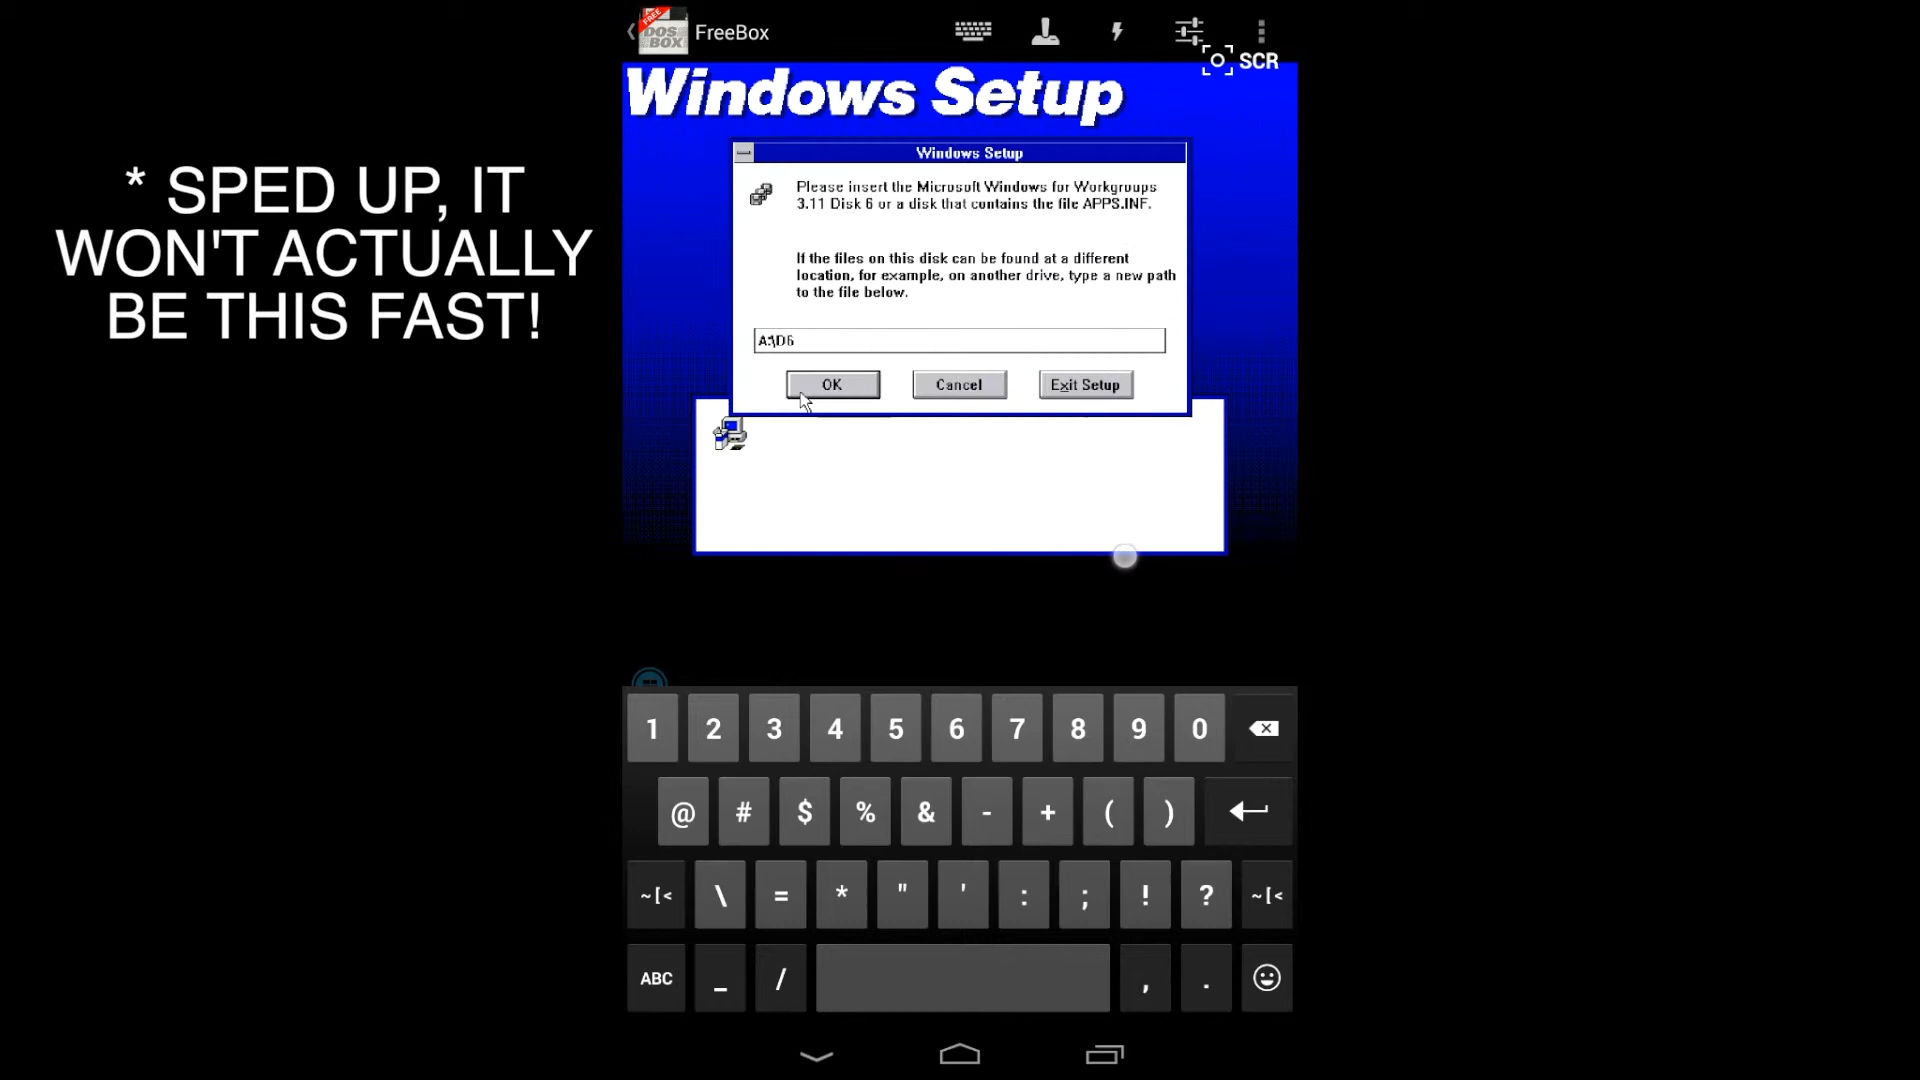 FREE
DOS
BOX
FreeBox
SCR
Windows Setup
* SPED UP, IT
WON'T ACTUALLY
BE THIS FAST!
Windows Setup
Please insert the Microsoft Windows for Workgroups
3.11 Disk 6 or a disk that contains the file APPS.INF.
If the files on this disk can be found at a different
location, for example, on another drive, type a new path
to the file below.
A:\D6
OK Cancel Exit Setup
1 2 3 4 5 6 7 8 9 0
@ # $ % & - + ( )
~[< \ = * " ' : ; ! ? ~[<
ABC _ / , .